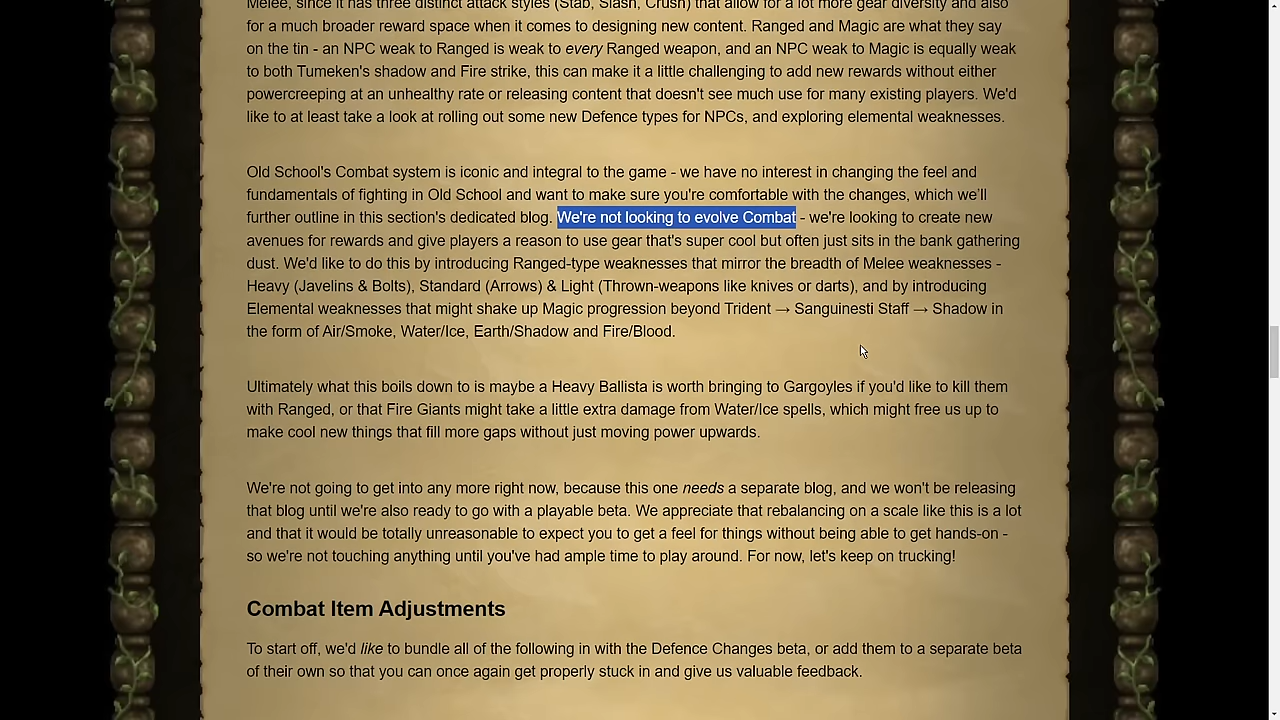 Melee, since it has three distinct attack styles (Stab, Slash, Crush) that allow for a lot more gear diversity and also
for a much broader reward space when it comes to designing new content. Ranged and Magic are what they say
on the tin - an NPC weak to Ranged is weak to every Ranged weapon, and an NPC weak to Magic is equally weak
to both Tumeken's shadow and Fire strike, this can make it a little challenging to add new rewards without either
powercreeping at an unhealthy rate or releasing content that doesn't see much use for many existing players. We'd
like to at least take a look at rolling out some new Defence types for NPCs, and exploring elemental weaknesses.
Old School's Combat system is iconic and integral to the game - we have no interest in changing the feel and
fundamentals of fighting in Old School and want to make sure you're comfortable with the changes, which we'll
further outline in this section's dedicated blog. We're not looking to evolve Combat - we're looking to create new
avenues for rewards and give players a reason to use gear that's super cool but often just sits in the bank gathering
dust. We'd like to do this by introducing Ranged-type weaknesses that mirror the breadth of Melee weaknesses -
Heavy (Javelins & Bolts), Standard (Arrows) & Light (Thrown-weapons like knives or darts), and by introducing
Elemental weaknesses that might shake up Magic progression beyond Trident → Sanguinesti Staff → Shadow in
the form of Air/Smoke, Water/Ice, Earth/Shadow and Fire/Blood.
Ultimately what this boils down to is maybe a Heavy Ballista is worth bringing to Gargoyles if you'd like to kill them
with Ranged, or that Fire Giants might take a little extra damage from Water/Ice spells, which might free us up to
make cool new things that fill more gaps without just moving power upwards.
We're not going to get into any more right now, because this one needs a separate blog, and we won't be releasing
that blog until we're also ready to go with a playable beta. We appreciate that rebalancing on a scale like this is a lot
and that it would be totally unreasonable to expect you to get a feel for things without being able to get hands-on -
so we're not touching anything until you've had ample time to play around. For now, let's keep on trucking!
Combat Item Adjustments
To start off, we'd like to bundle all of the following in with the Defence Changes beta, or add them to a separate beta
of their own so that you can once again get properly stuck in and give us valuable feedback.